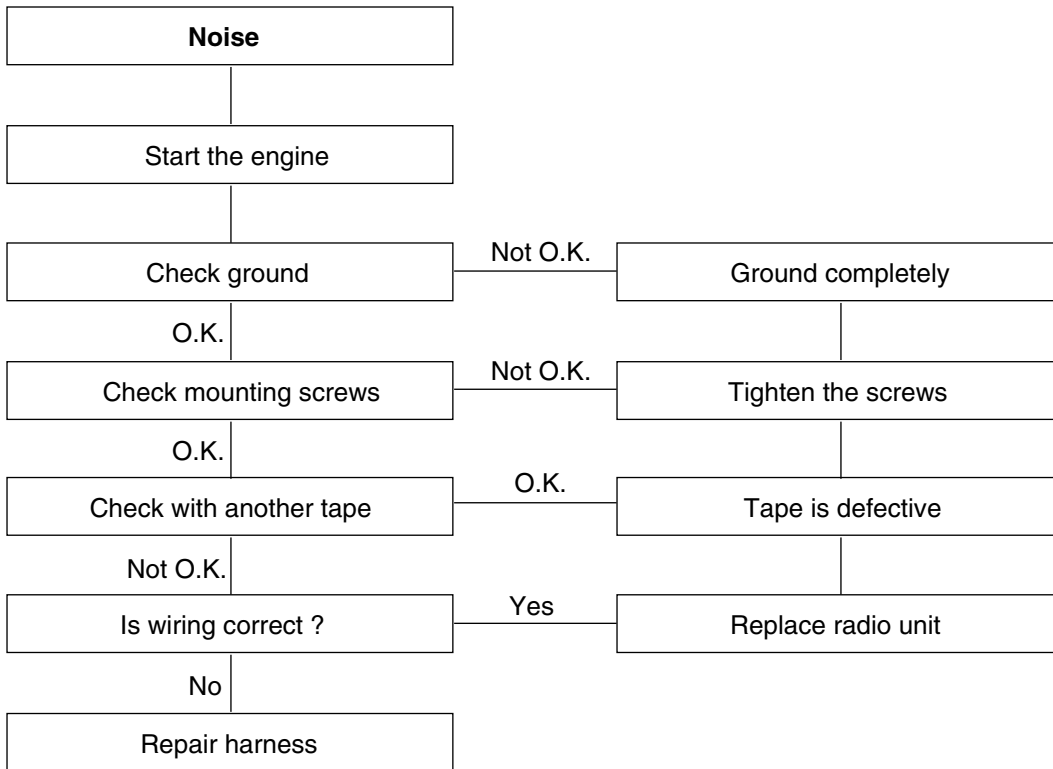 Noise
Start the engine
Check ground
Not O.K.
Ground completely
O.K.
Check mounting screws
Not O.K.
Tighten the screws
O.K.
Check with another tape
O.K.
Tape is defective
Not O.K.
Is wiring correct ?
Yes
Replace radio unit
No
Repair harness